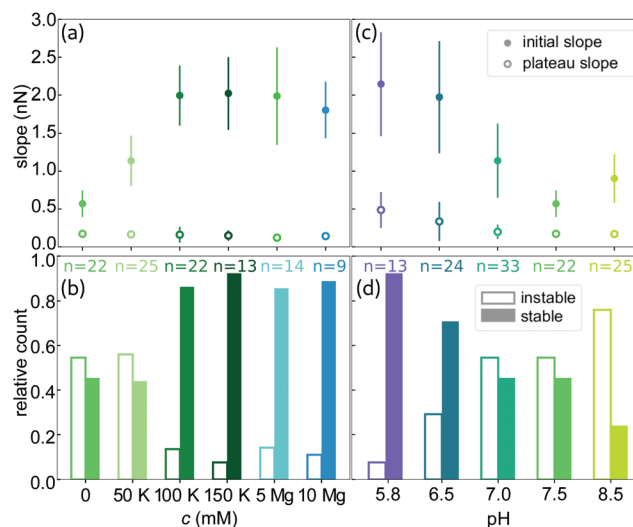 (a)
(c)
3.0
2.5
2.0
1.5
1.0
0.5
0.0
slope (nN)
initial slope
plateau slope
n=22 n=25 n=22 n=13 n=14 n=9
n=13 n=24 n=33 n=22 n=25
(b)
(d)
1.0
0.8
0.6
0.4
0.2
0.0
relative count
instable
stable
0 50 K 100 K 150 K 5 Mg 10 Mg
5.8 6.5 7.0 7.5 8.5
c (mM)
pH